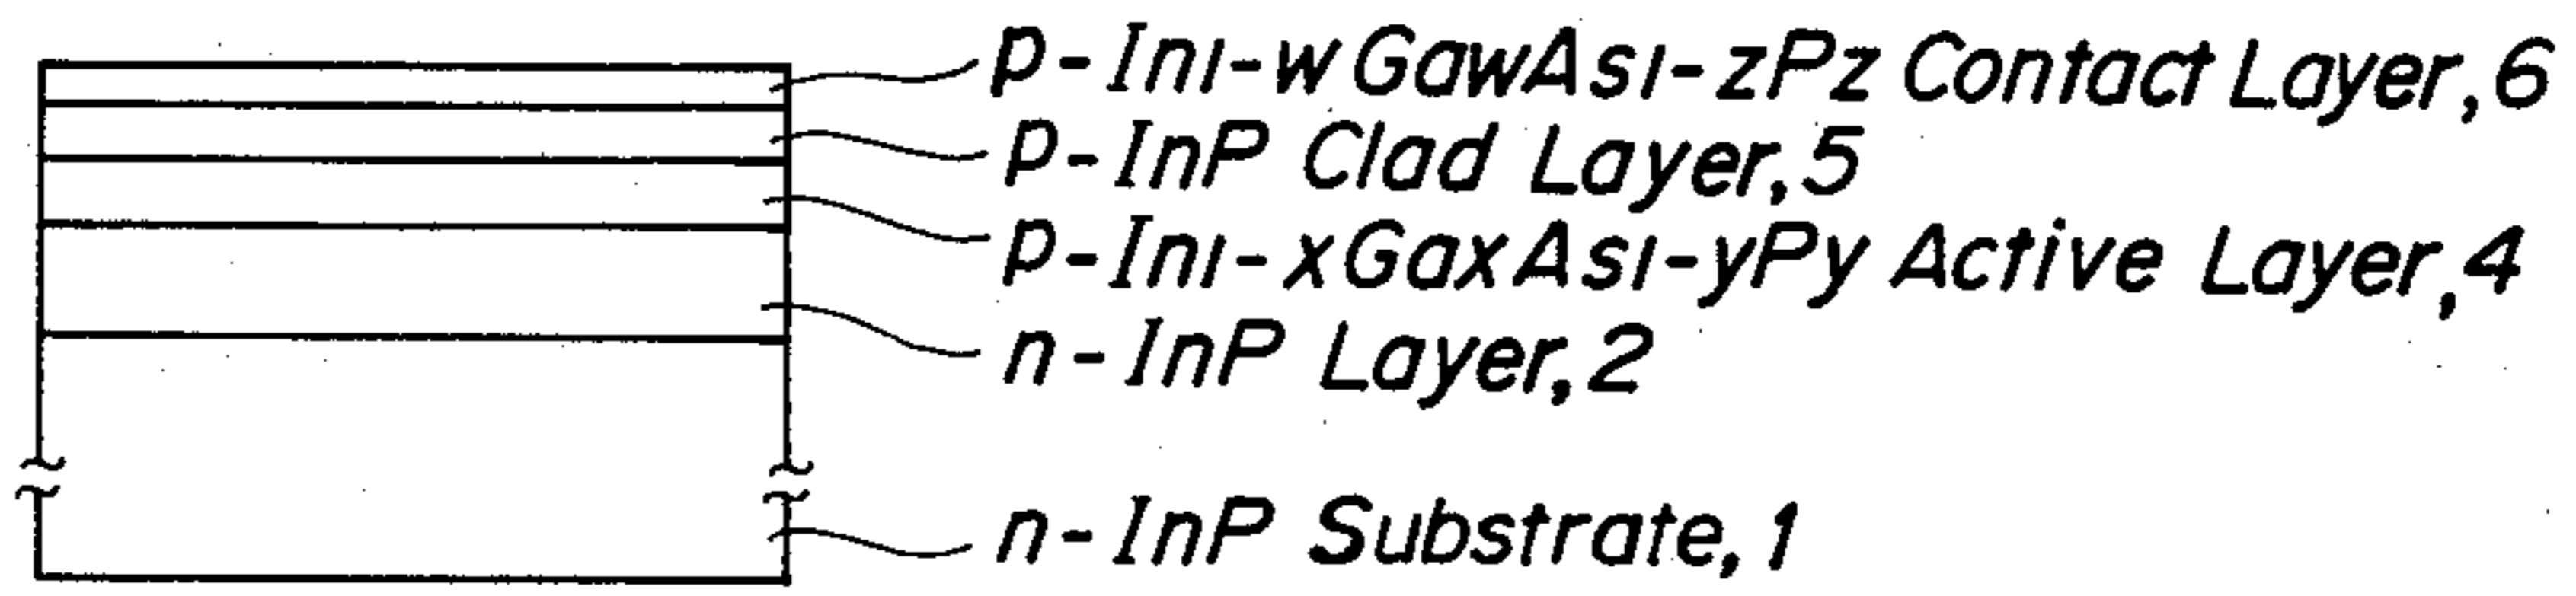 p-In1-wGawAs1-zPz Contact Layer,6
p-InP Clad Layer,5
p-In1-xGaxAs1-yPy Active Layer,4
n-InP Layer,2
n-InP Substrate,1